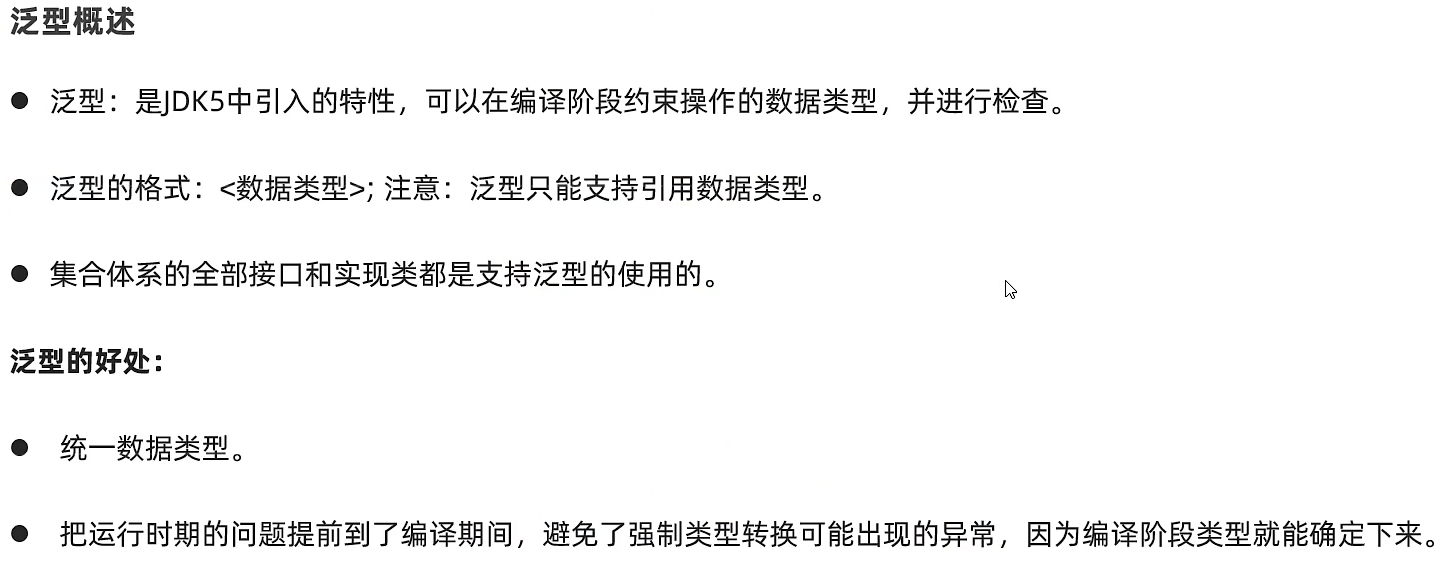 泛型概述
● 泛型：是JDK5中引入的特性，可以在编译阶段约束操作的数据类型，并进行检查。
● 泛型的格式：<数据类型>; 注意：泛型只能支持引用数据类型。
● 集合体系的全部接口和实现类都是支持泛型的使用的。
泛型的好处：
● 统一数据类型。
● 把运行时期的问题提前到了编译期间，避免了强制类型转换可能出现的异常，因为编译阶段类型就能确定下来。